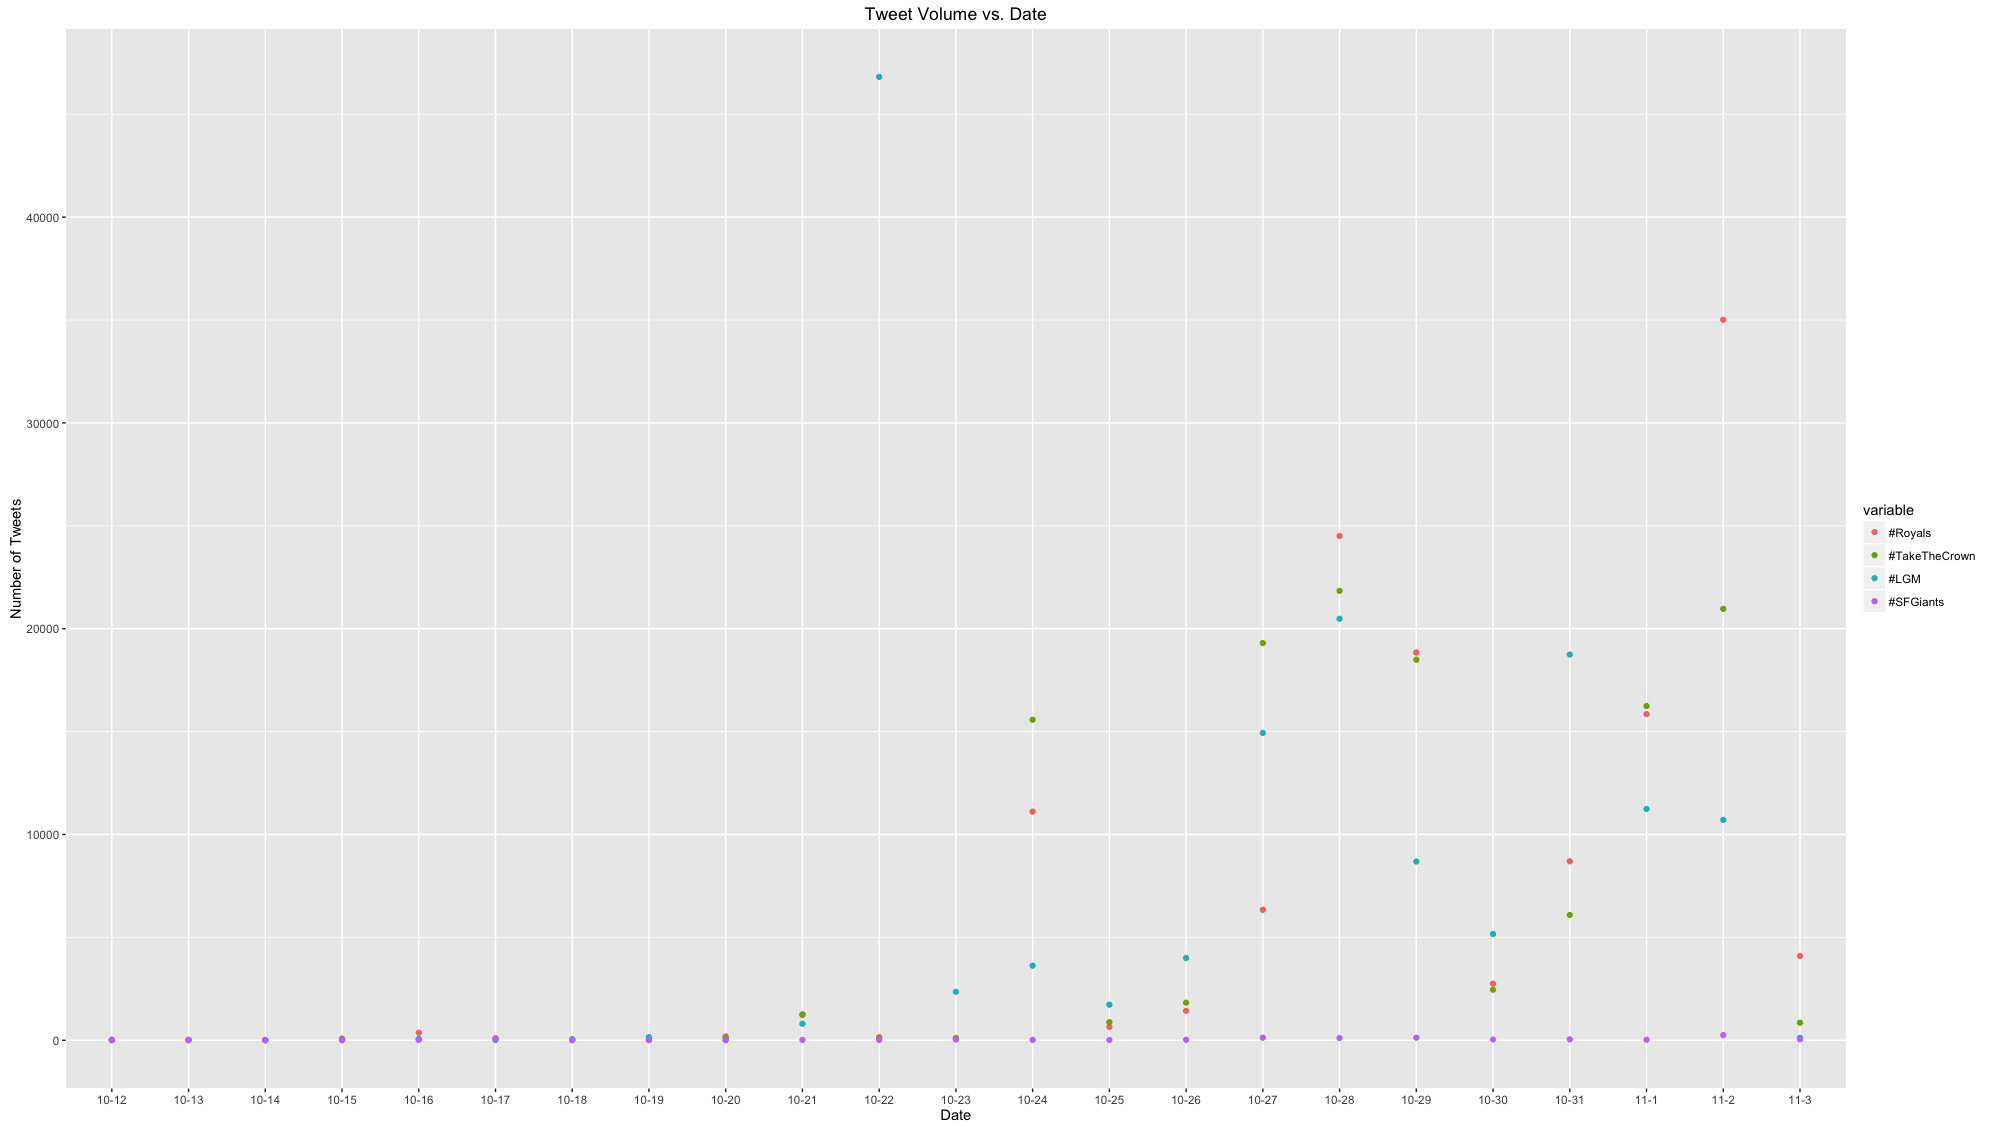 Tweet Volume vs. Date
Number of Tweets
40000
30000
20000
10000
0
10-12 10-13 10-14 10-15 10-16 10-17 10-18 10-19 10-20 10-21 10-22 10-23 10-24 10-25 10-26 10-27 10-28 10-29 10-30 10-31 11-1 11-2 11-3
Date
variable
#Royals
#TakeTheCrown
#LGM
#SFGiants